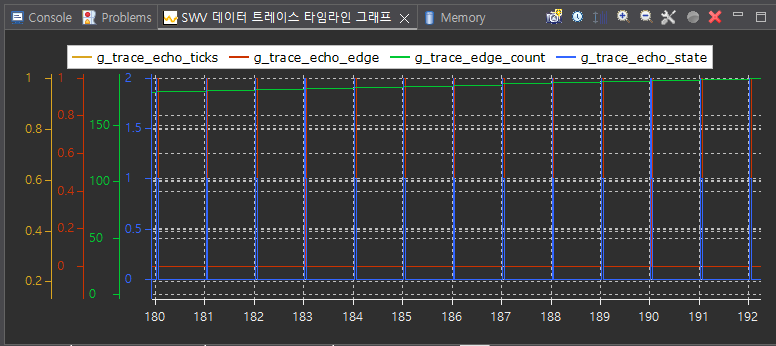 Console Problems SWV 데이터 트레이스 타임라인 그래프 Memory
g_trace_echo_ticks g_trace_echo_edge g_trace_edge_count g_trace_echo_state
1 1 2
0.8 0.8 150 1.5
0.6 0.6 100 1
0.4 0.4 50 0.5
0.2 0.2 0 0
0
180 181 182 183 184 185 186 187 188 189 190 191 192